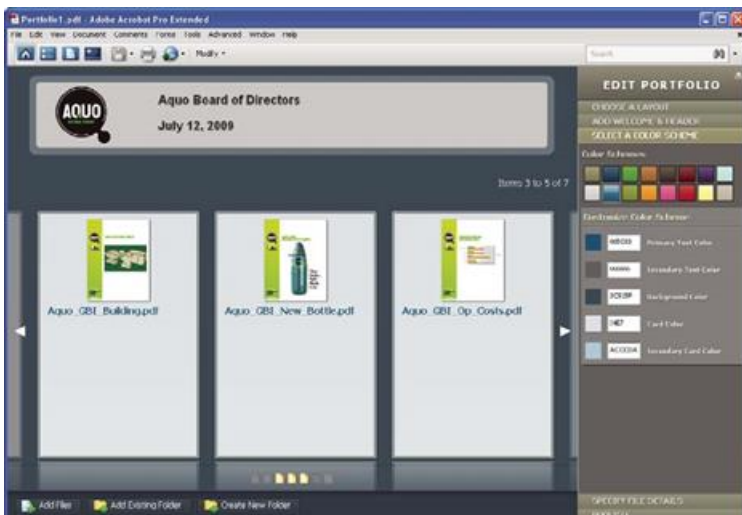 Portfolio1.pdf - Adobe Acrobat Pro Extended
File Edit View Document Comments Forms Tools Advanced Window Help
Modify
Search
EDIT PORTFOLIO
CHOOSE A LAYOUT
ADD WELCOME & HEADER
SELECT A COLOR SCHEME
AQUO
Aquo Board of Directors
July 12, 2009
Color Schemes:
Items 3 to 5 of 7
Customize Color Scheme:
Primary Text Color
Secondary Text Color
Background Color
Card Color
Secondary Card Color
Aquo_GBI_Building.pdf
Aquo_GBI_New_Bottle.pdf
Aquo_GBI_Op_Costs.pdf
Add Files
Add Existing Folder
Create New Folder
SPECIFY FILE DETAILS
PUBLISH